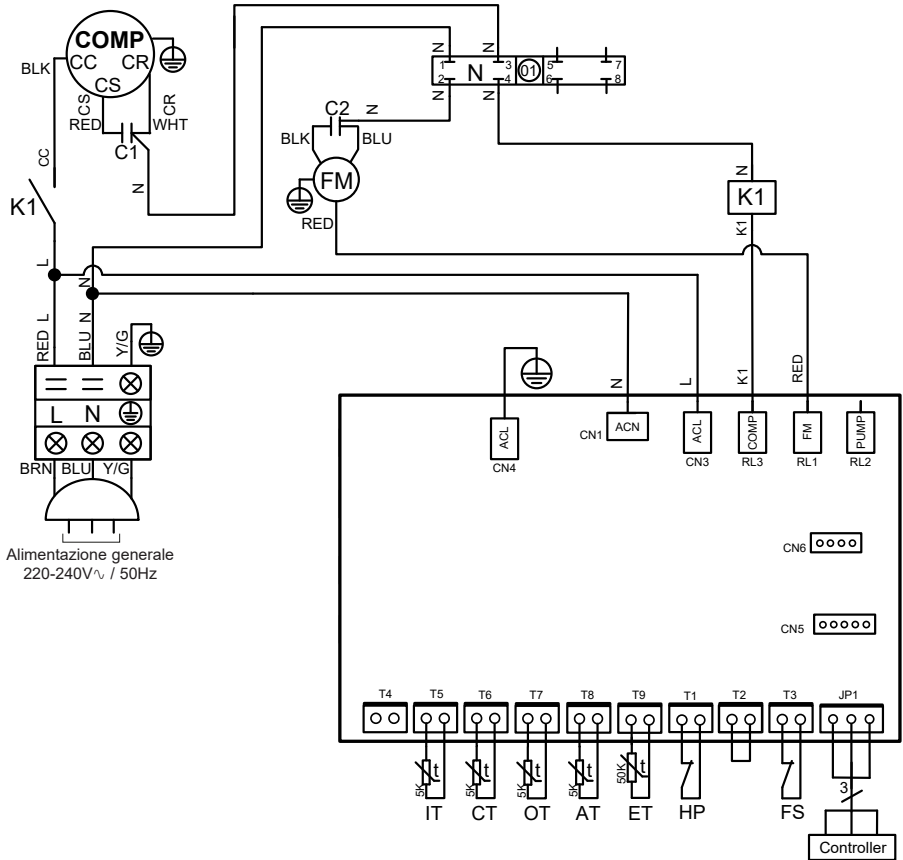 COMP
CC CR
CS
BLK
CS
RED
CR
WHT
C1
CC
N
K1
L
N
N N
1 3 5 7
N 01
2 4 6 8
N N
C2 N
BLK BLU
FM
RED
N
K1
K1
RED L
BLU N
Y/G
L N
BRN BLU Y/G
Alimentazione generale
220-240V∿ / 50Hz
N L K1 RED
ACL ACN ACL COMP FM PUMP
CN4 CN1 CN3 RL3 RL1 RL2
CN6
CN5
T4 T5 T6 T7 T8 T9 T1 T2 T3 JP1
5K t 5K t 5K t 5K t 50K t
3
IT CT OT AT ET HP FS
Controller